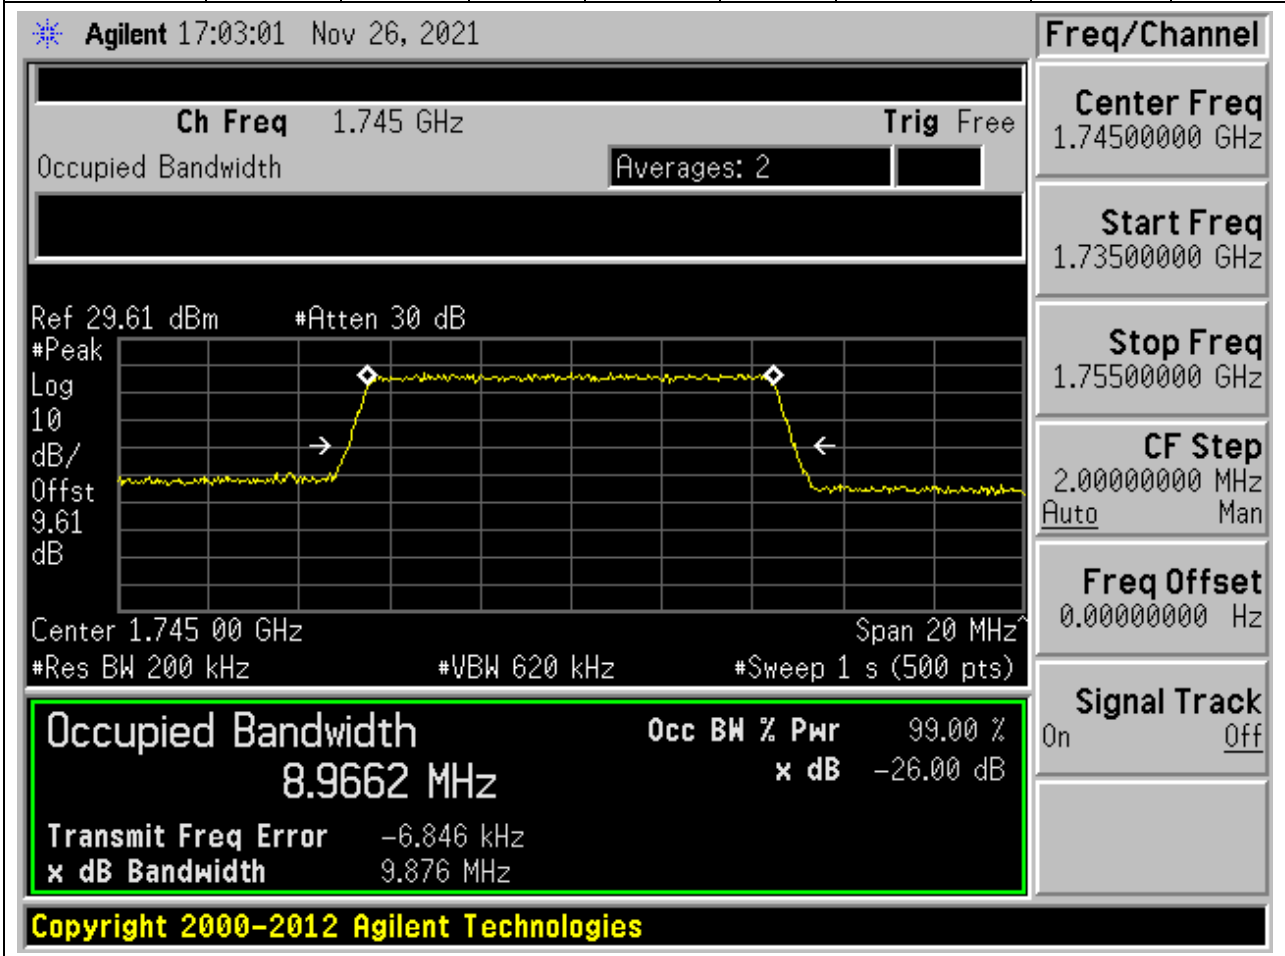 Agilent 17:03:01 Nov 26, 2021
Freq/Channel
Ch Freq 1.745 GHz Trig Free
Occupied Bandwidth Averages: 2
Ref 29.61 dBm #Atten 30 dB
#Peak
Log
10
dB/
Offst
9.61
dB
Center 1.745 00 GHz Span 20 MHz^
#Res BW 200 kHz #VBW 620 kHz #Sweep 1 s (500 pts)
Occupied Bandwidth
8.9662 MHz
Occ BW % Pwr 99.00 %
x dB -26.00 dB
Transmit Freq Error -6.846 kHz
x dB Bandwidth 9.876 MHz
Copyright 2000-2012 Agilent Technologies
Center Freq
1.74500000 GHz
Start Freq
1.73500000 GHz
Stop Freq
1.75500000 GHz
CF Step
2.00000000 MHz
Auto Man
Freq Offset
0.00000000 Hz
Signal Track
On Off